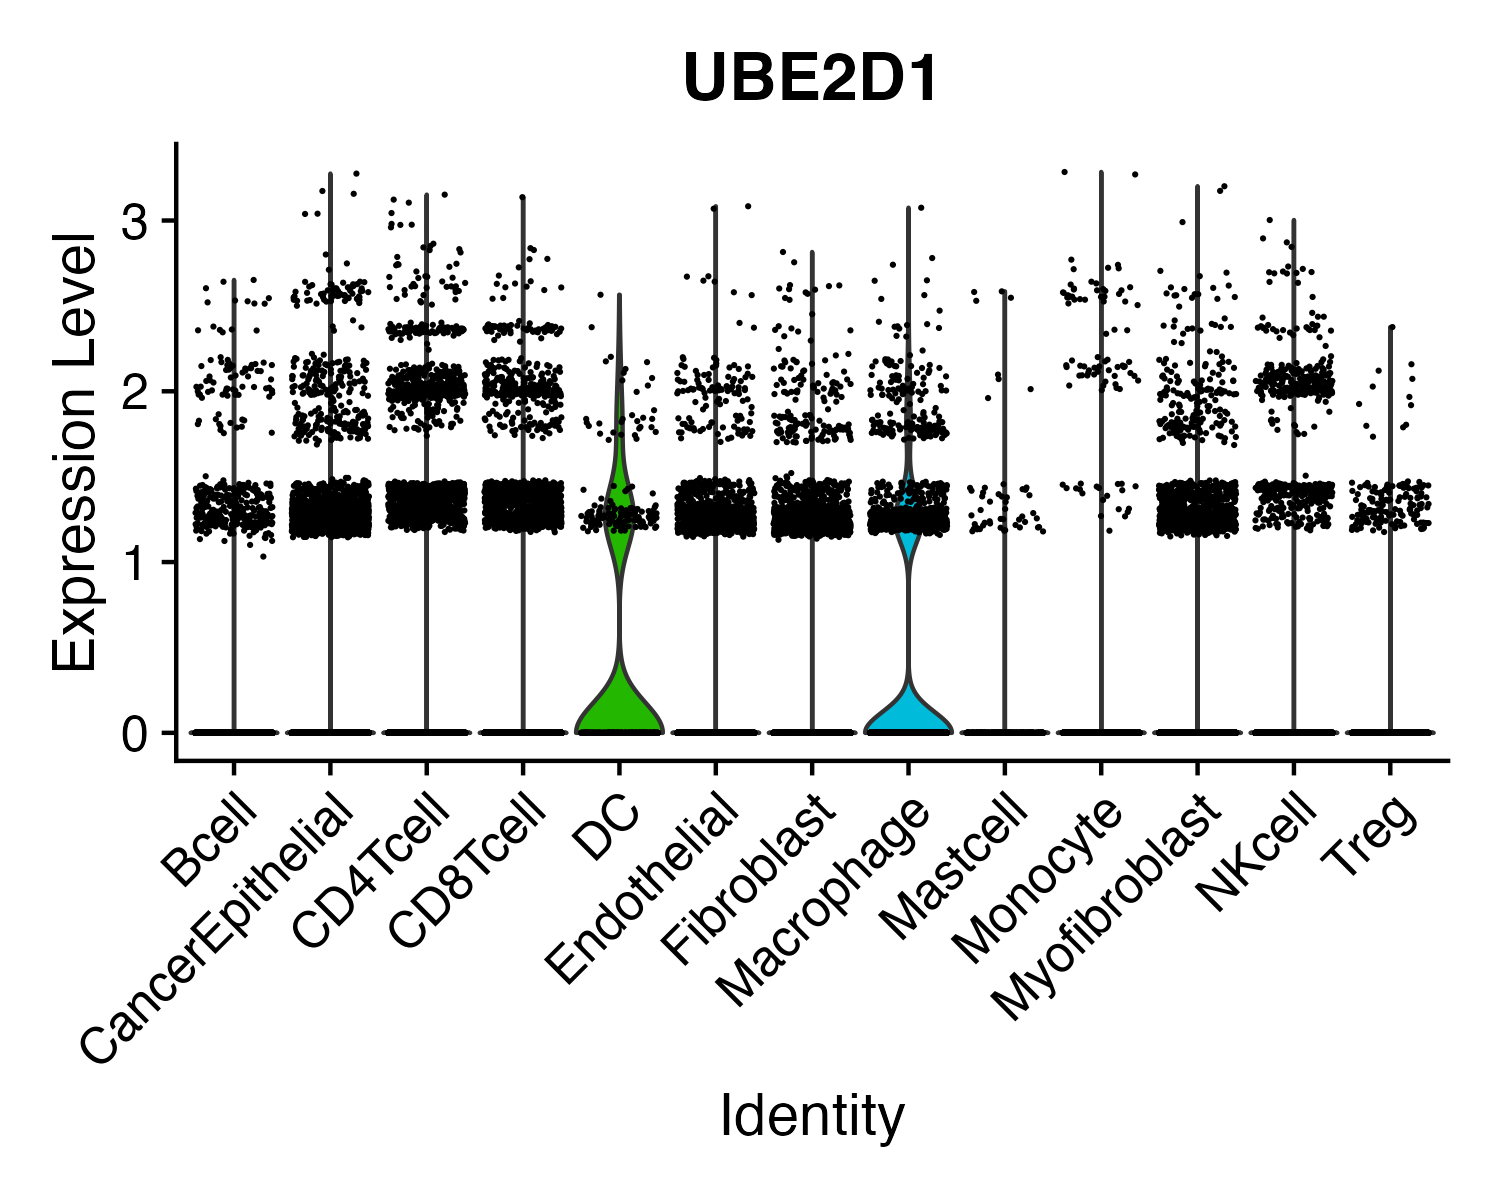 UBE2D1
Expression Level
3
2
1
0
Bcell
CancerEpithelial
CD4Tcell
CD8Tcell
DC
Endothelial
Fibroblast
Macrophage
Mastcell
Monocyte
Myofibroblast
NKcell
Treg
Identity